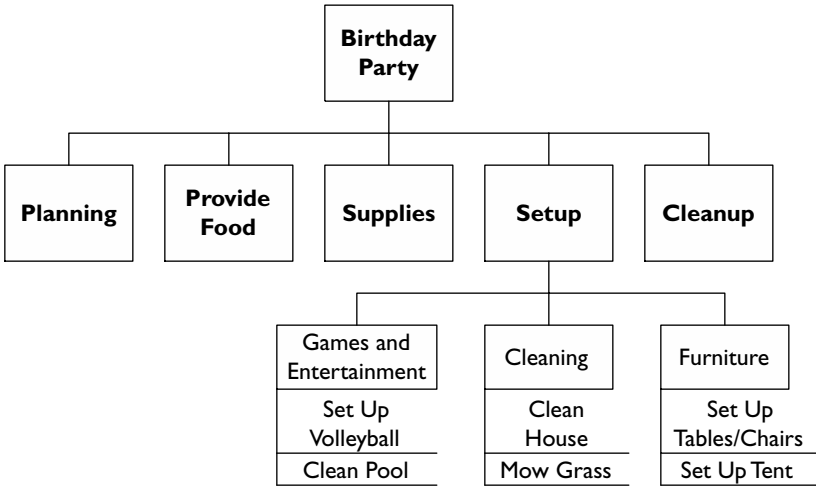 Birthday
Party
Planning
Provide
Food
Supplies
Setup
Cleanup
Games and
Entertainment
Set Up
Volleyball
Clean Pool
Cleaning
Clean
House
Mow Grass
Furniture
Set Up
Tables/Chairs
Set Up Tent